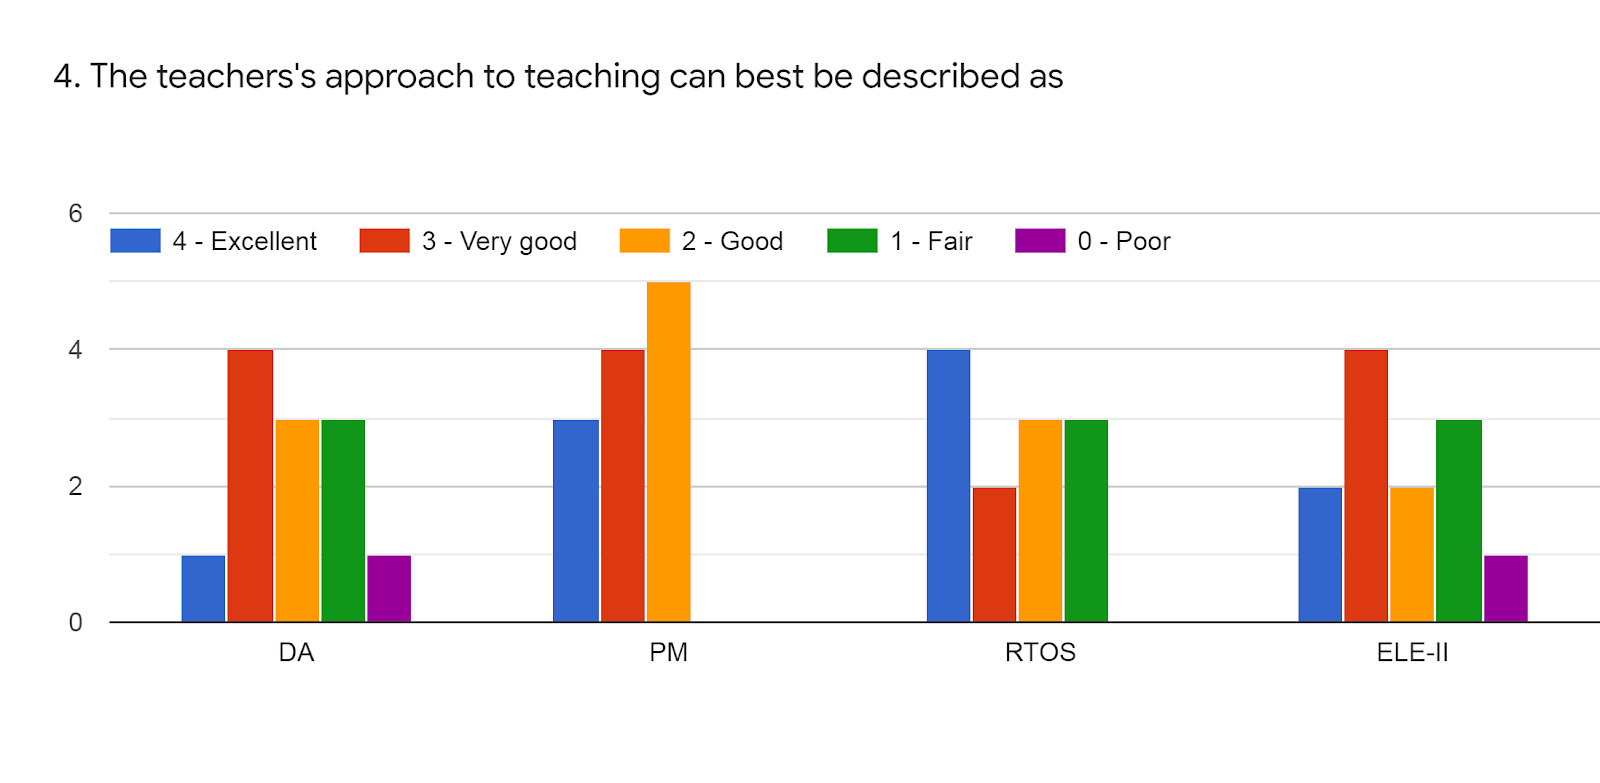 4. The teachers's approach to teaching can best be described as
6
4 - Excellent 3 - Very good 2 - Good 1 - Fair 0 - Poor
4
2
0
DA PM RTOS ELE-II